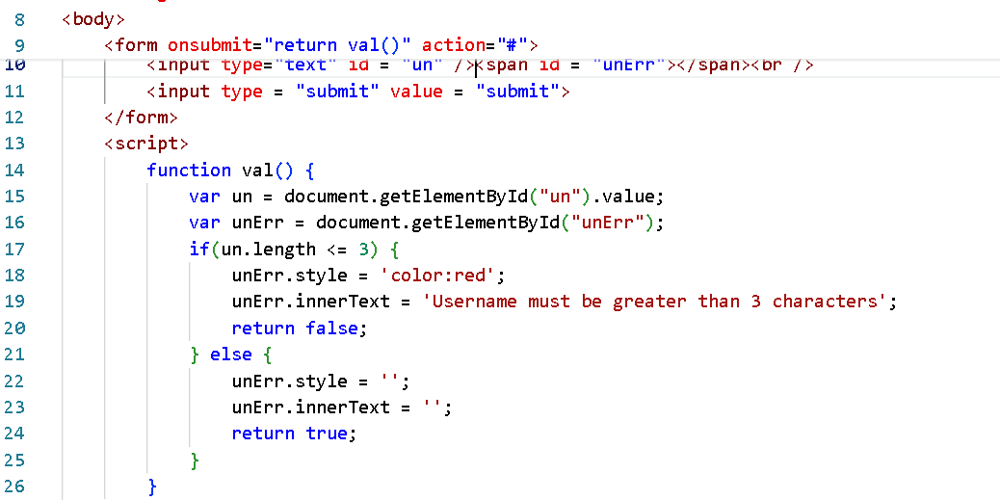 8 <body>
9 <form onsubmit="return val()" action="#">
10 <input type="text" id = "un" /><span id = "unErr"></span><br />
11 <input type = "submit" value = "submit">
12 </form>
13 <script>
14 function val() {
15 var un = document.getElementById("un").value;
16 var unErr = document.getElementById("unErr");
17 if(un.length <= 3) {
18 unErr.style = 'color:red';
19 unErr.innerText = 'Username must be greater than 3 characters';
20 return false;
21 } else {
22 unErr.style = '';
23 unErr.innerText = '';
24 return true;
25 }
26 }